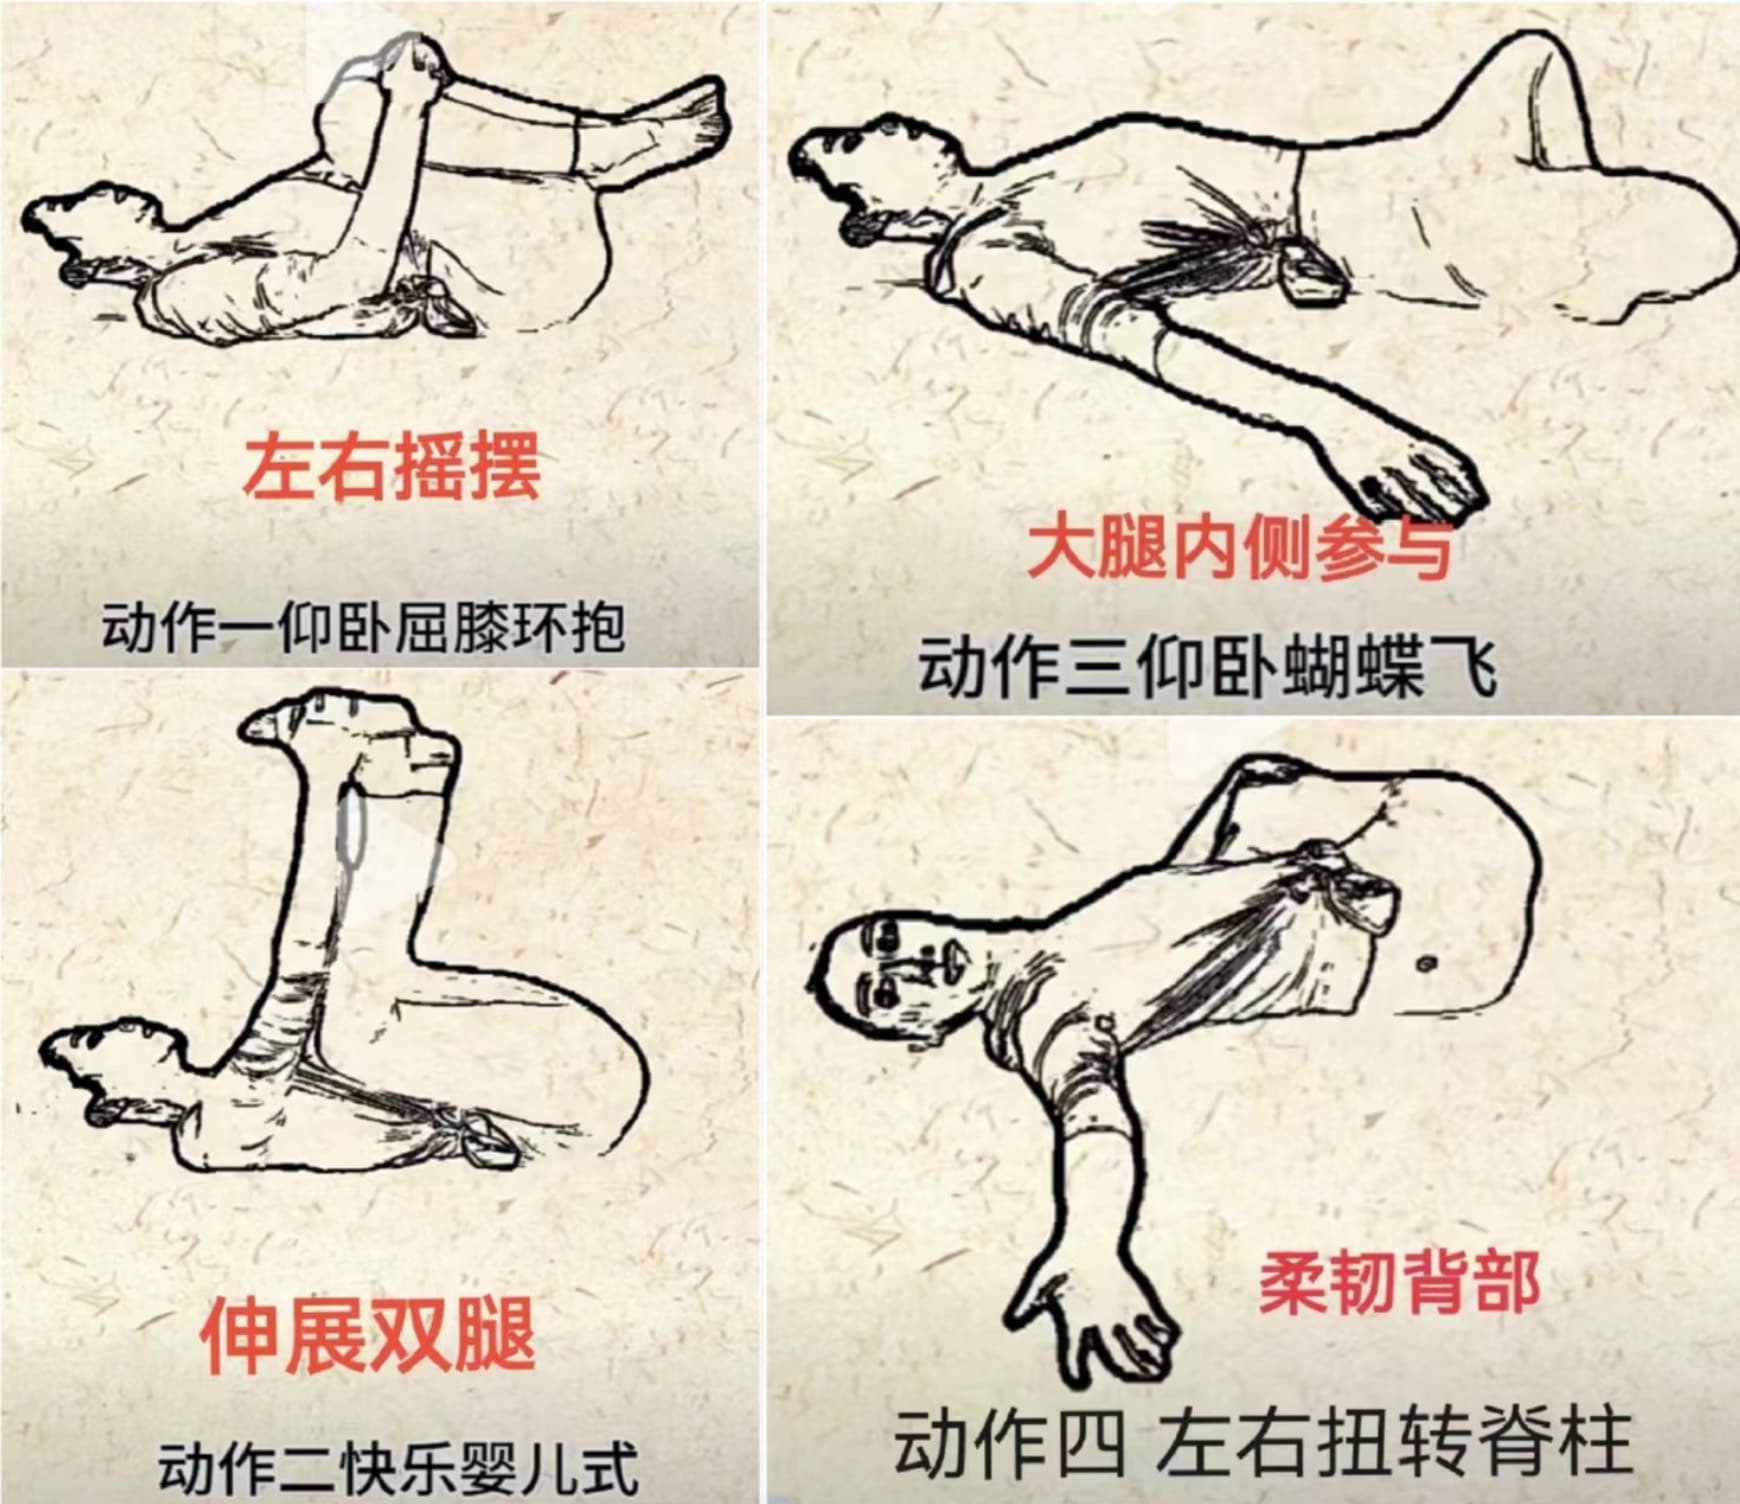 左右摇摆
动作一仰卧屈膝环抱
伸展双腿
动作二快乐婴儿式
大腿内侧参与
动作三仰卧蝴蝶飞
柔韧背部
动作四 左右扭转脊柱